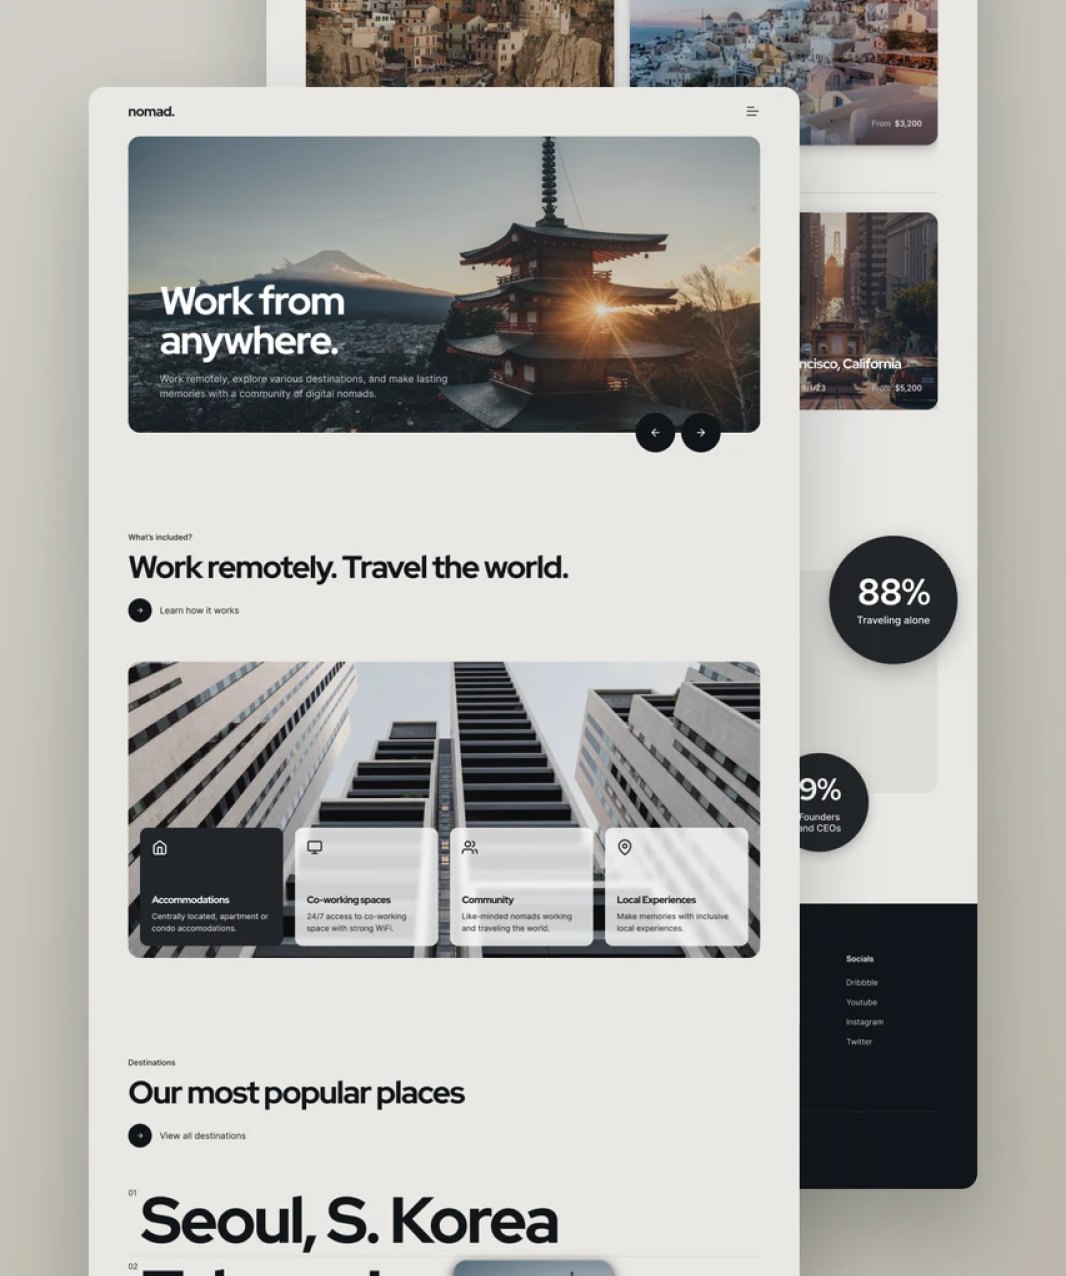 nomad.
Work from
anywhere.
Work remotely, explore various destinations, and make lasting
memories with a community of digital nomads.
What's included?
Work remotely. Travel the world.
Learn how it works
Accommodations
Centrally located, apartment or
condo accomodations.
Co-working spaces
24/7 access to co-working
space with strong WiFi.
Community
Like-minded nomads working
and traveling the world.
Local Experiences
Make memories with inclusive
local experiences.
Destinations
Our most popular places
View all destinations
01
Seoul, S. Korea
02
From $3,200
ncisco, California
9/1/23
From $5,200
88%
Traveling alone
9%
Founders
and CEOs
Socials
Dribbble
Youtube
Instagram
Twitter